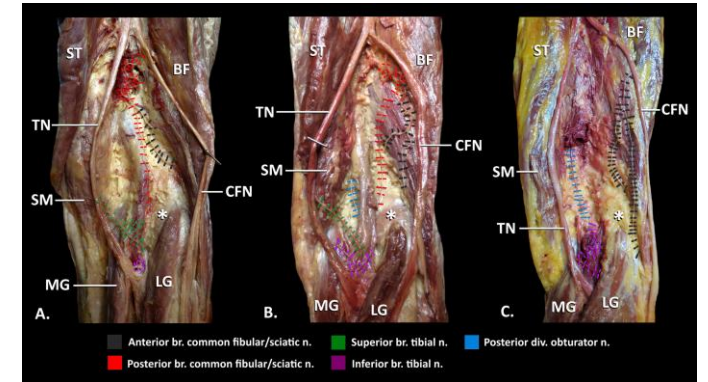 ST
BF
TN
SM
CFN
*
MG
LG
A.
ST
BF
TN
SM
CFN
*
MG
LG
B.
ST
BF
CFN
SM
TN
*
MG
LG
C.
Anterior br. common fibular/sciatic n.
Superior br. tibial n.
Posterior div. obturator n.
Posterior br. common fibular/sciatic n.
Inferior br. tibial n.